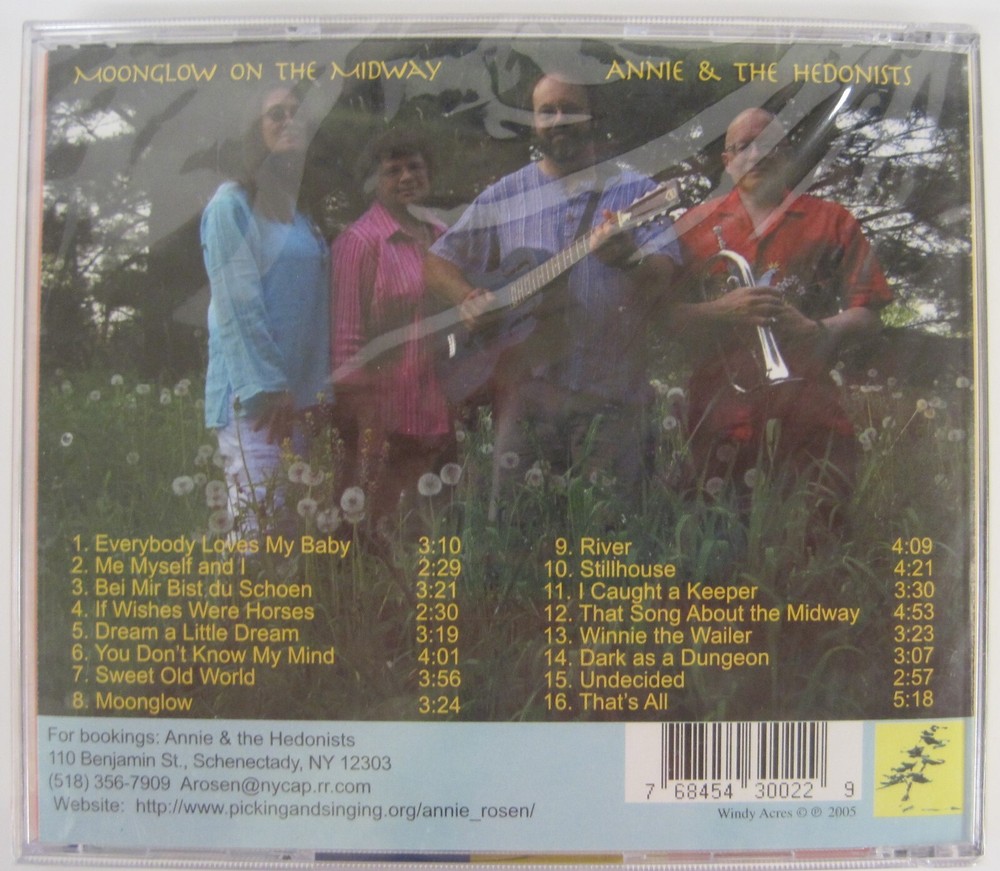 MOONGLOW ON THE MIDWAY
ANNIE & THE HEDONISTS
1. Everybody Loves My Baby 3:10
2. Me Myself and I 2:29
3. Bei Mir Bist du Schoen 3:21
4. If Wishes Were Horses 2:30
5. Dream a Little Dream 3:19
6. You Don't Know My Mind 4:01
7. Sweet Old World 3:56
8. Moonglow 3:24
9. River 4:09
10. Stillhouse 4:21
11. I Caught a Keeper 3:30
12. That Song About the Midway 4:53
13. Winnie the Wailer 3:23
14. Dark as a Dungeon 3:07
15. Undecided 2:57
16. That's All 5:18
For bookings: Annie & the Hedonists
110 Benjamin St., Schenectady, NY 12303
(518) 356-7909 Arosen@nycap.rr.com
Website: http://www.pickingandsinging.org/annie_rosen/
7 68454 30022 9
Windy Acres © ℗ 2005